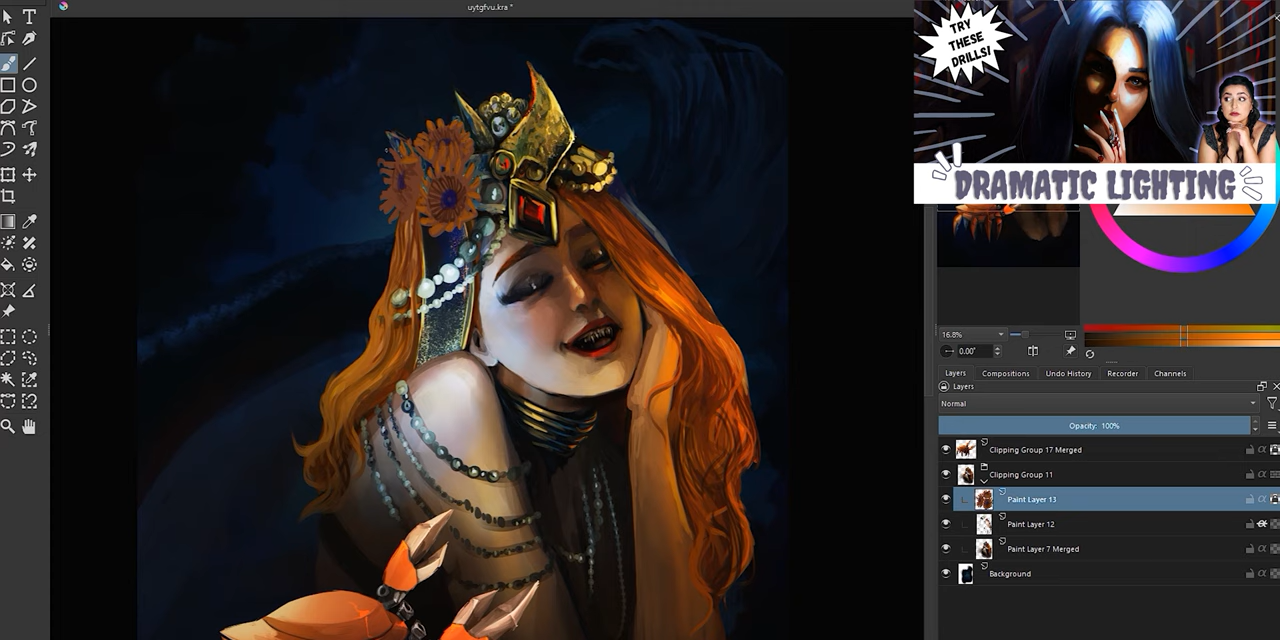 uytgfvu.kra *
TRY
THESE
DRILLS!
DRAMATIC LIGHTING
16.8%
0.00°
Layers
Compositions
Undo History
Recorder
Channels
Layers
Normal
Opacity: 100%
Clipping Group 17 Merged
Clipping Group 11
Paint Layer 13
Paint Layer 12
Paint Layer 7 Merged
Background